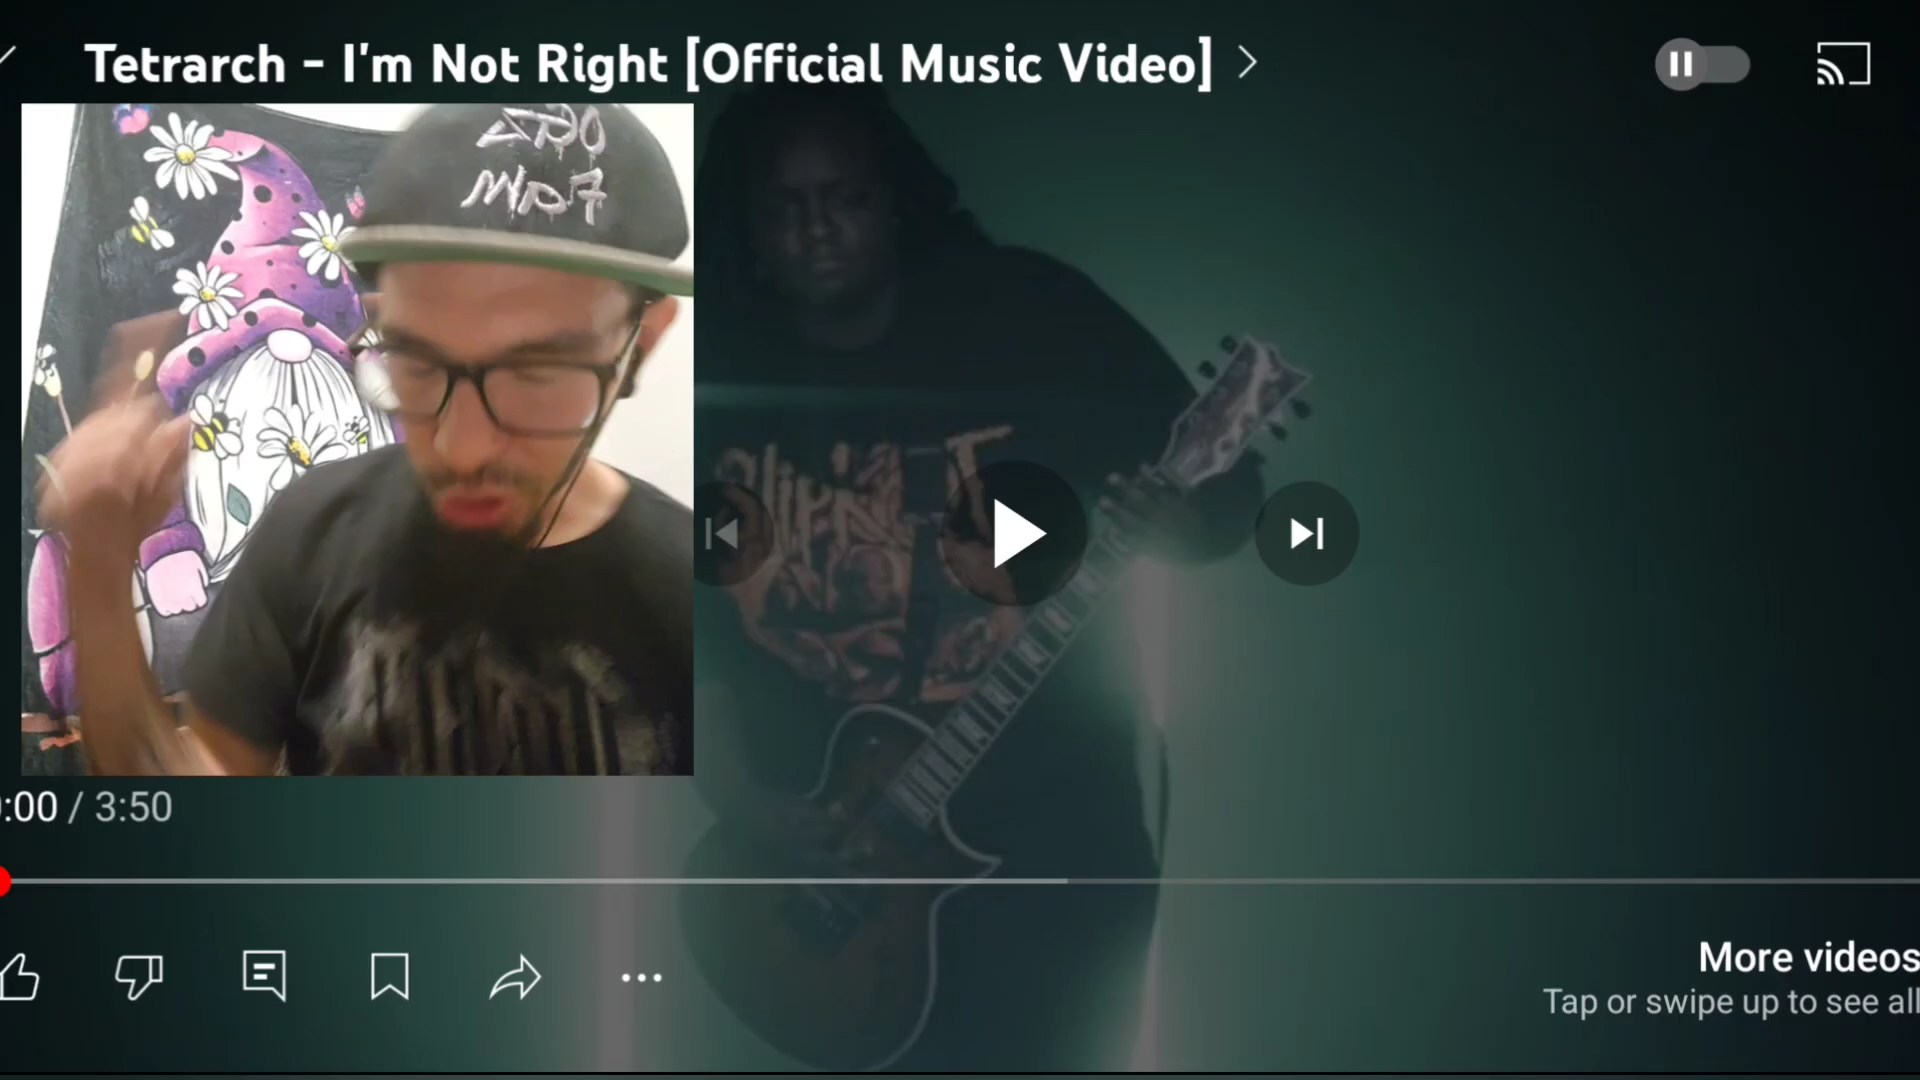 Tetrarch - I'm Not Right [Official Music Video]
:00 / 3:50
More videos
Tap or swipe up to see all